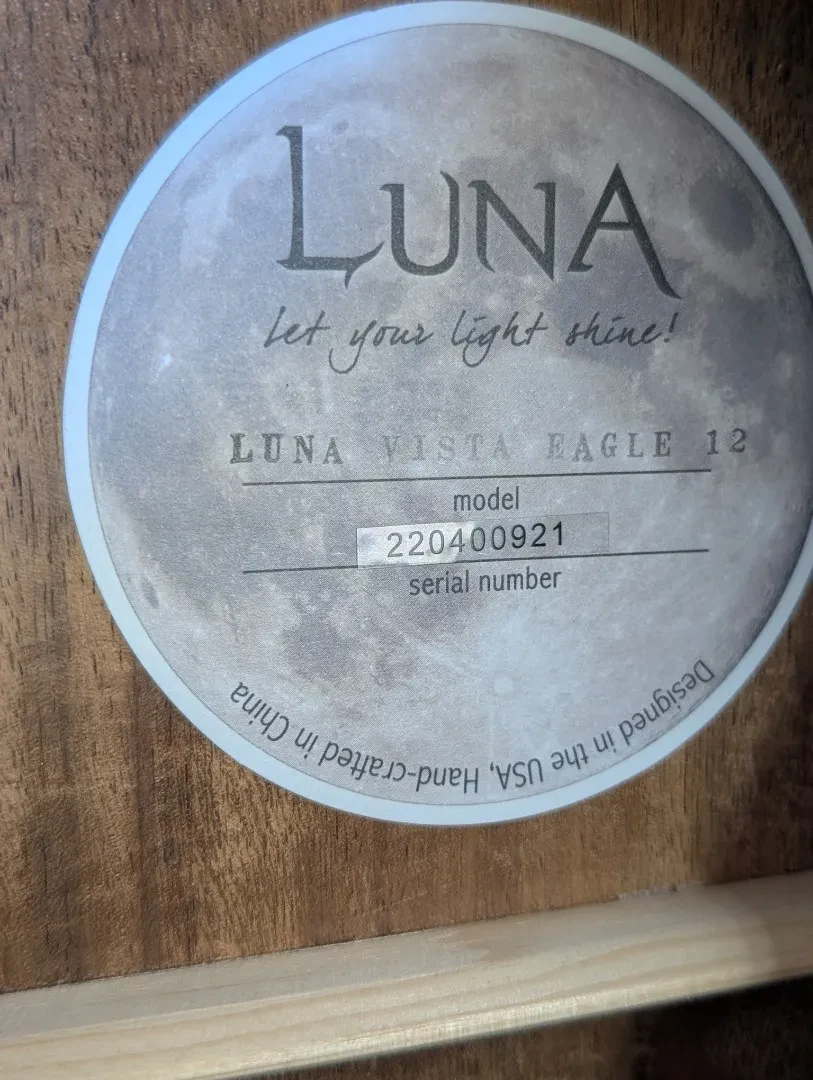 LUNA
let your light shine!
LUNA VISTA EAGLE 12
model
220400921
serial number
Designed in the USA, Hand-crafted in China